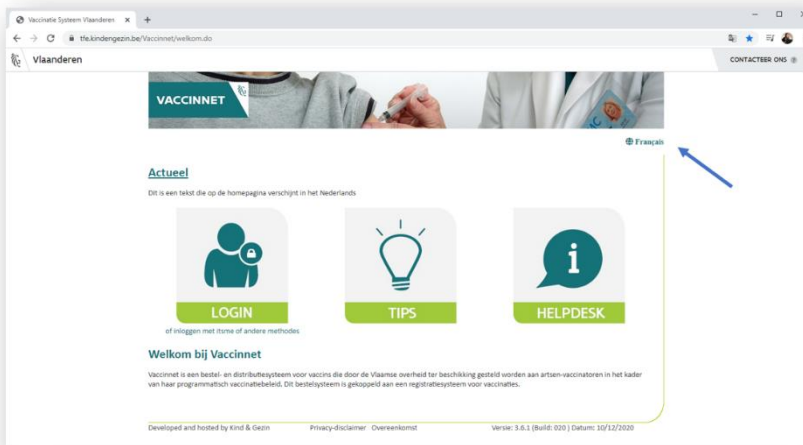 Vaccinatie Systeem Vlaanderen
tfe.kindengezin.be/Vaccinnet/welkom.do
Vlaanderen
CONTACTEER ONS
VACCINNET
Français
Actueel
Dit is een tekst die op de homepagina verschijnt in het Nederlands
LOGIN
TIPS
HELPDESK
of inloggen met itsme of andere methodes
Welkom bij Vaccinnet
Vaccinnet is een bestel- en distributiesysteem voor vaccins die door de Vlaamse overheid ter beschikking gesteld worden aan artsen-vaccinatoren in het kader
van haar programmatisch vaccinatiebeleid. Dit bestelsysteem is gekoppeld aan een registratiesysteem voor vaccinaties.
Developed and hosted by Kind & Gezin Privacy-disclaimer Overeenkomst Versie: 3.6.1 (Build: 020 ) Datum: 10/12/2020